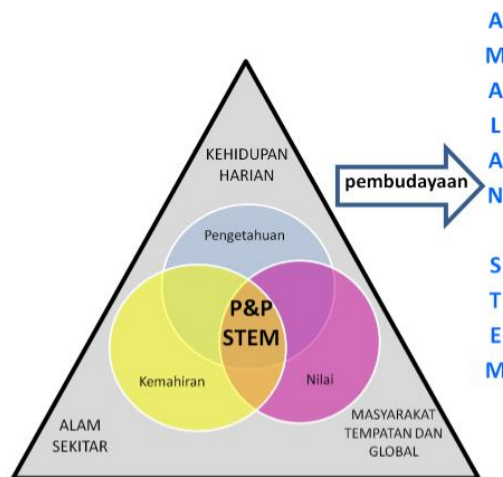 KEHIDUPAN
HARIAN
pembudayaan
Pengetahuan
P&P
STEM
Kemahiran
Nilai
ALAM
SEKITAR
MASYARAKAT
TEMPATAN DAN
GLOBAL
A
M
A
L
A
N
S
T
E
M